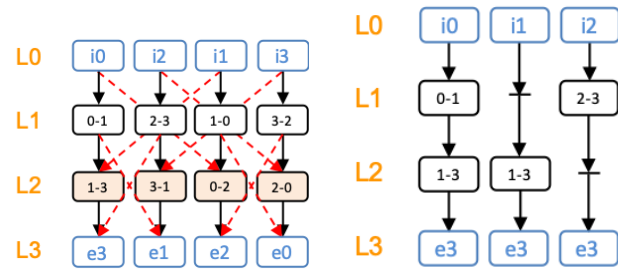 L0 i0 i2 i1 i3
L1 0-1 2-3 1-0 3-2
L2 1-3 3-1 0-2 2-0
L3 e3 e1 e2 e0
L0 i0 i1 i2
L1 0-1 2-3
L2 1-3 1-3
L3 e3 e3 e3